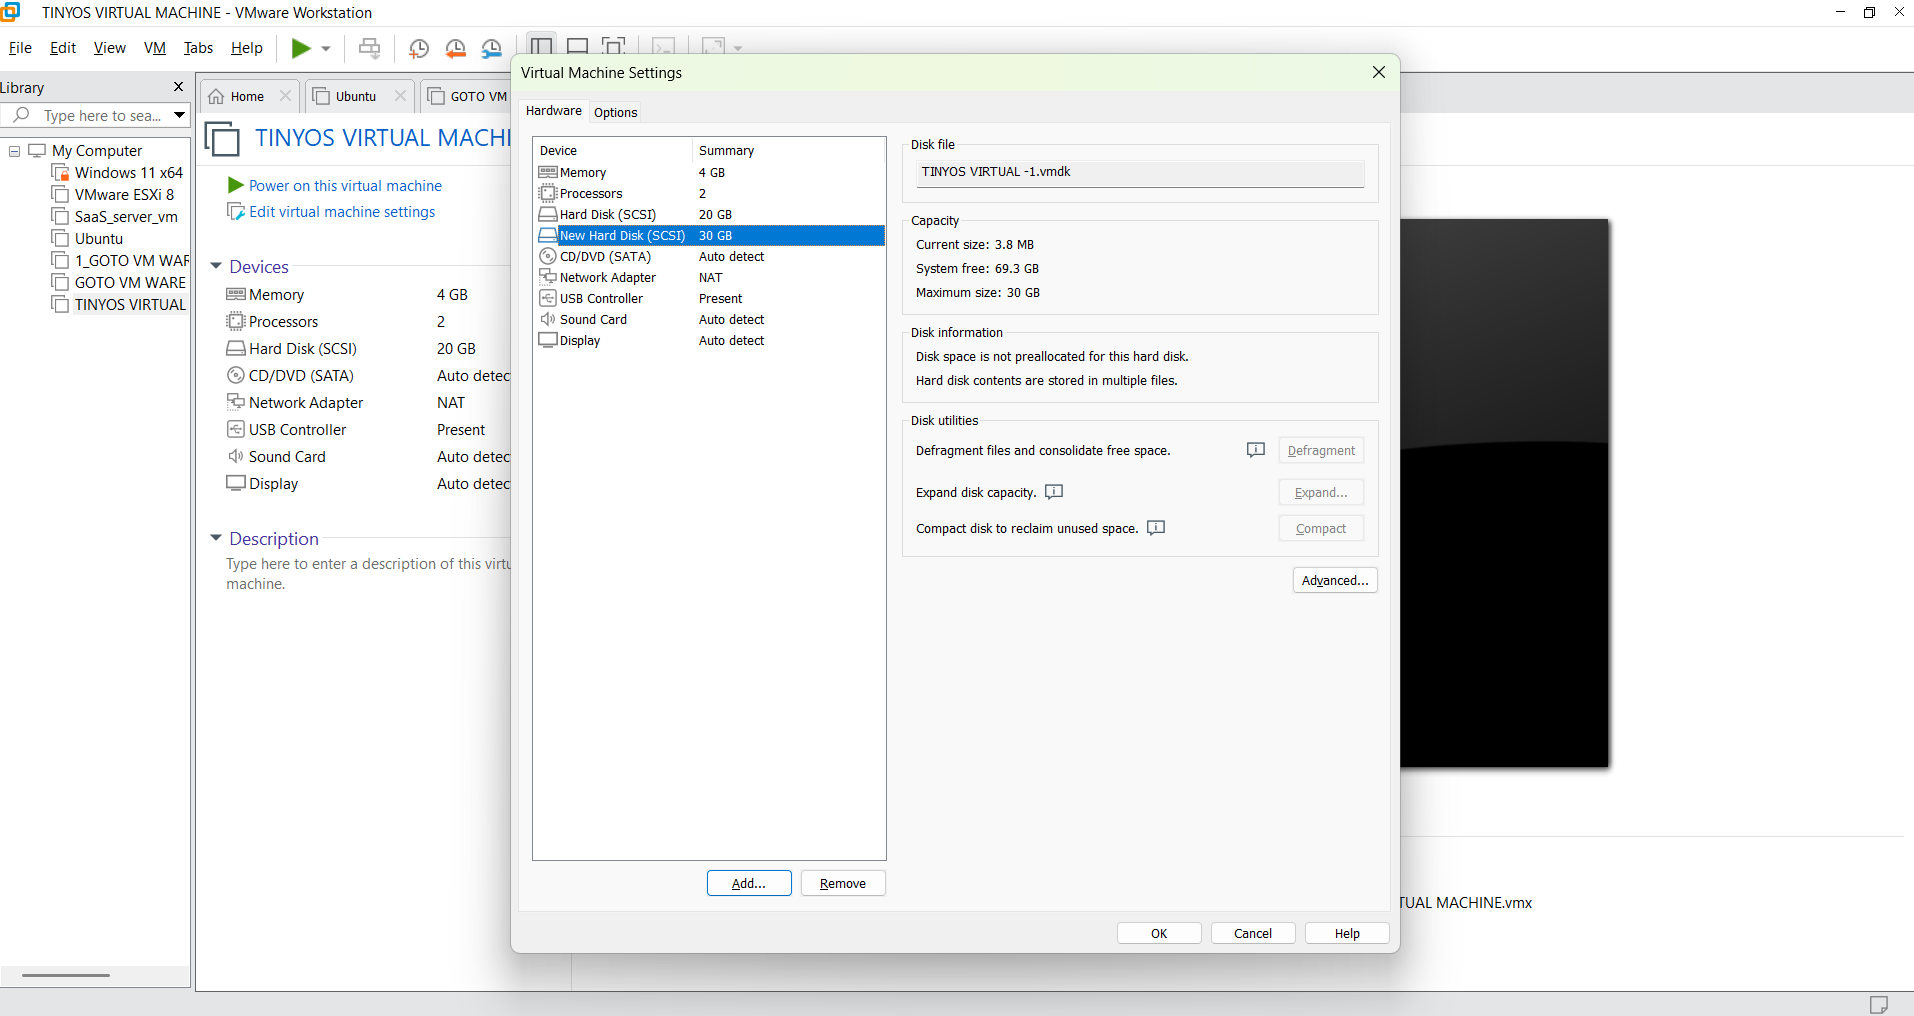 TINYOS VIRTUAL MACHINE - VMware Workstation
File Edit View VM Tabs Help
Library
Type here to sea...
My Computer
Windows 11 x64
VMware ESXi 8
SaaS_server_vm
Ubuntu
1_GOTO VM WAR
GOTO VM WARE
TINYOS VIRTUAL
Home
Ubuntu
GOTO VM
TINYOS VIRTUAL MACHI
Power on this virtual machine
Edit virtual machine settings
Devices
Memory 4 GB
Processors 2
Hard Disk (SCSI) 20 GB
CD/DVD (SATA) Auto detec
Network Adapter NAT
USB Controller Present
Sound Card Auto detec
Display Auto detec
Description
Type here to enter a description of this virtu
machine.
Virtual Machine Settings
Hardware Options
Device Summary
Memory 4 GB
Processors 2
Hard Disk (SCSI) 20 GB
New Hard Disk (SCSI) 30 GB
CD/DVD (SATA) Auto detect
Network Adapter NAT
USB Controller Present
Sound Card Auto detect
Display Auto detect
Add... Remove
Disk file
TINYOS VIRTUAL -1.vmdk
Capacity
Current size: 3.8 MB
System free: 69.3 GB
Maximum size: 30 GB
Disk information
Disk space is not preallocated for this hard disk.
Hard disk contents are stored in multiple files.
Disk utilities
Defragment files and consolidate free space. Defragment
Expand disk capacity. Expand...
Compact disk to reclaim unused space. Compact
Advanced...
OK Cancel Help
TUAL MACHINE.vmx